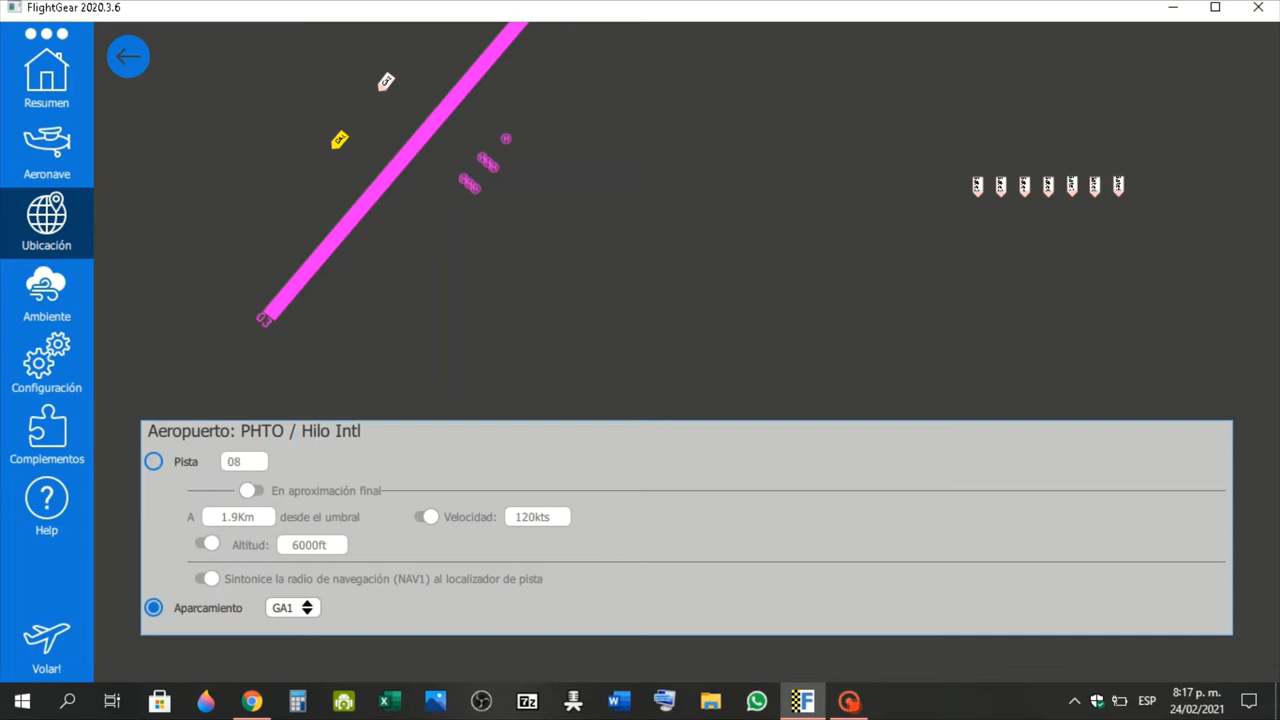 FlightGear 2020.3.6
Resumen
Aeronave
Ubicación
Ambiente
Configuración
Complementos
Help
Volar!
03
Aeropuerto: PHTO / Hilo Intl
Pista 08
En aproximación final
A 1.9Km desde el umbral Velocidad: 120kts
Altitud: 6000ft
Sintonice la radio de navegación (NAV1) al localizador de pista
Aparcamiento GA1
ESP
8:17 p. m.
24/02/2021